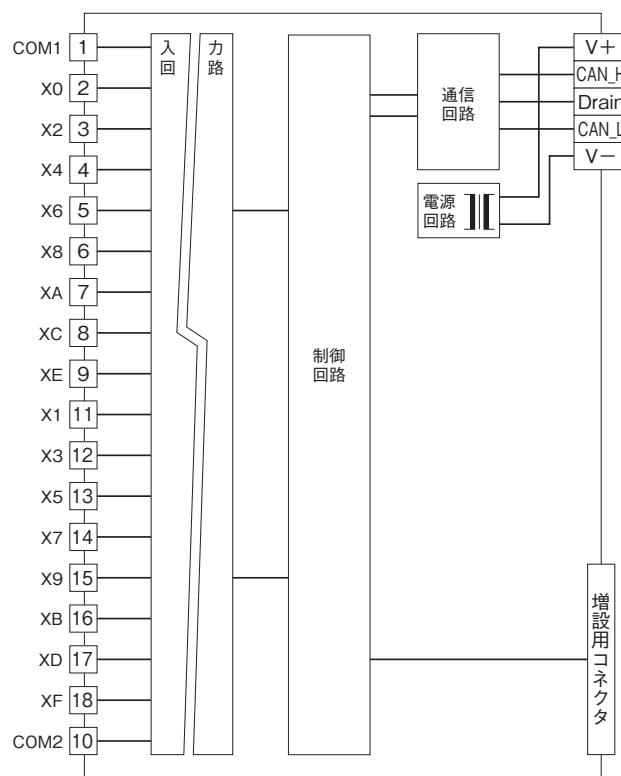 COM1 1
X0 2
X2 3
X4 4
X6 5
X8 6
XA 7
XC 8
XE 9
X1 11
X3 12
X5 13
X7 14
X9 15
XB 16
XD 17
XF 18
COM2 10
入力
回路
制御
回路
通信
回路
電源
回路
V+
CAN_H
Drain
CAN_L
V−
増設用コネクタ